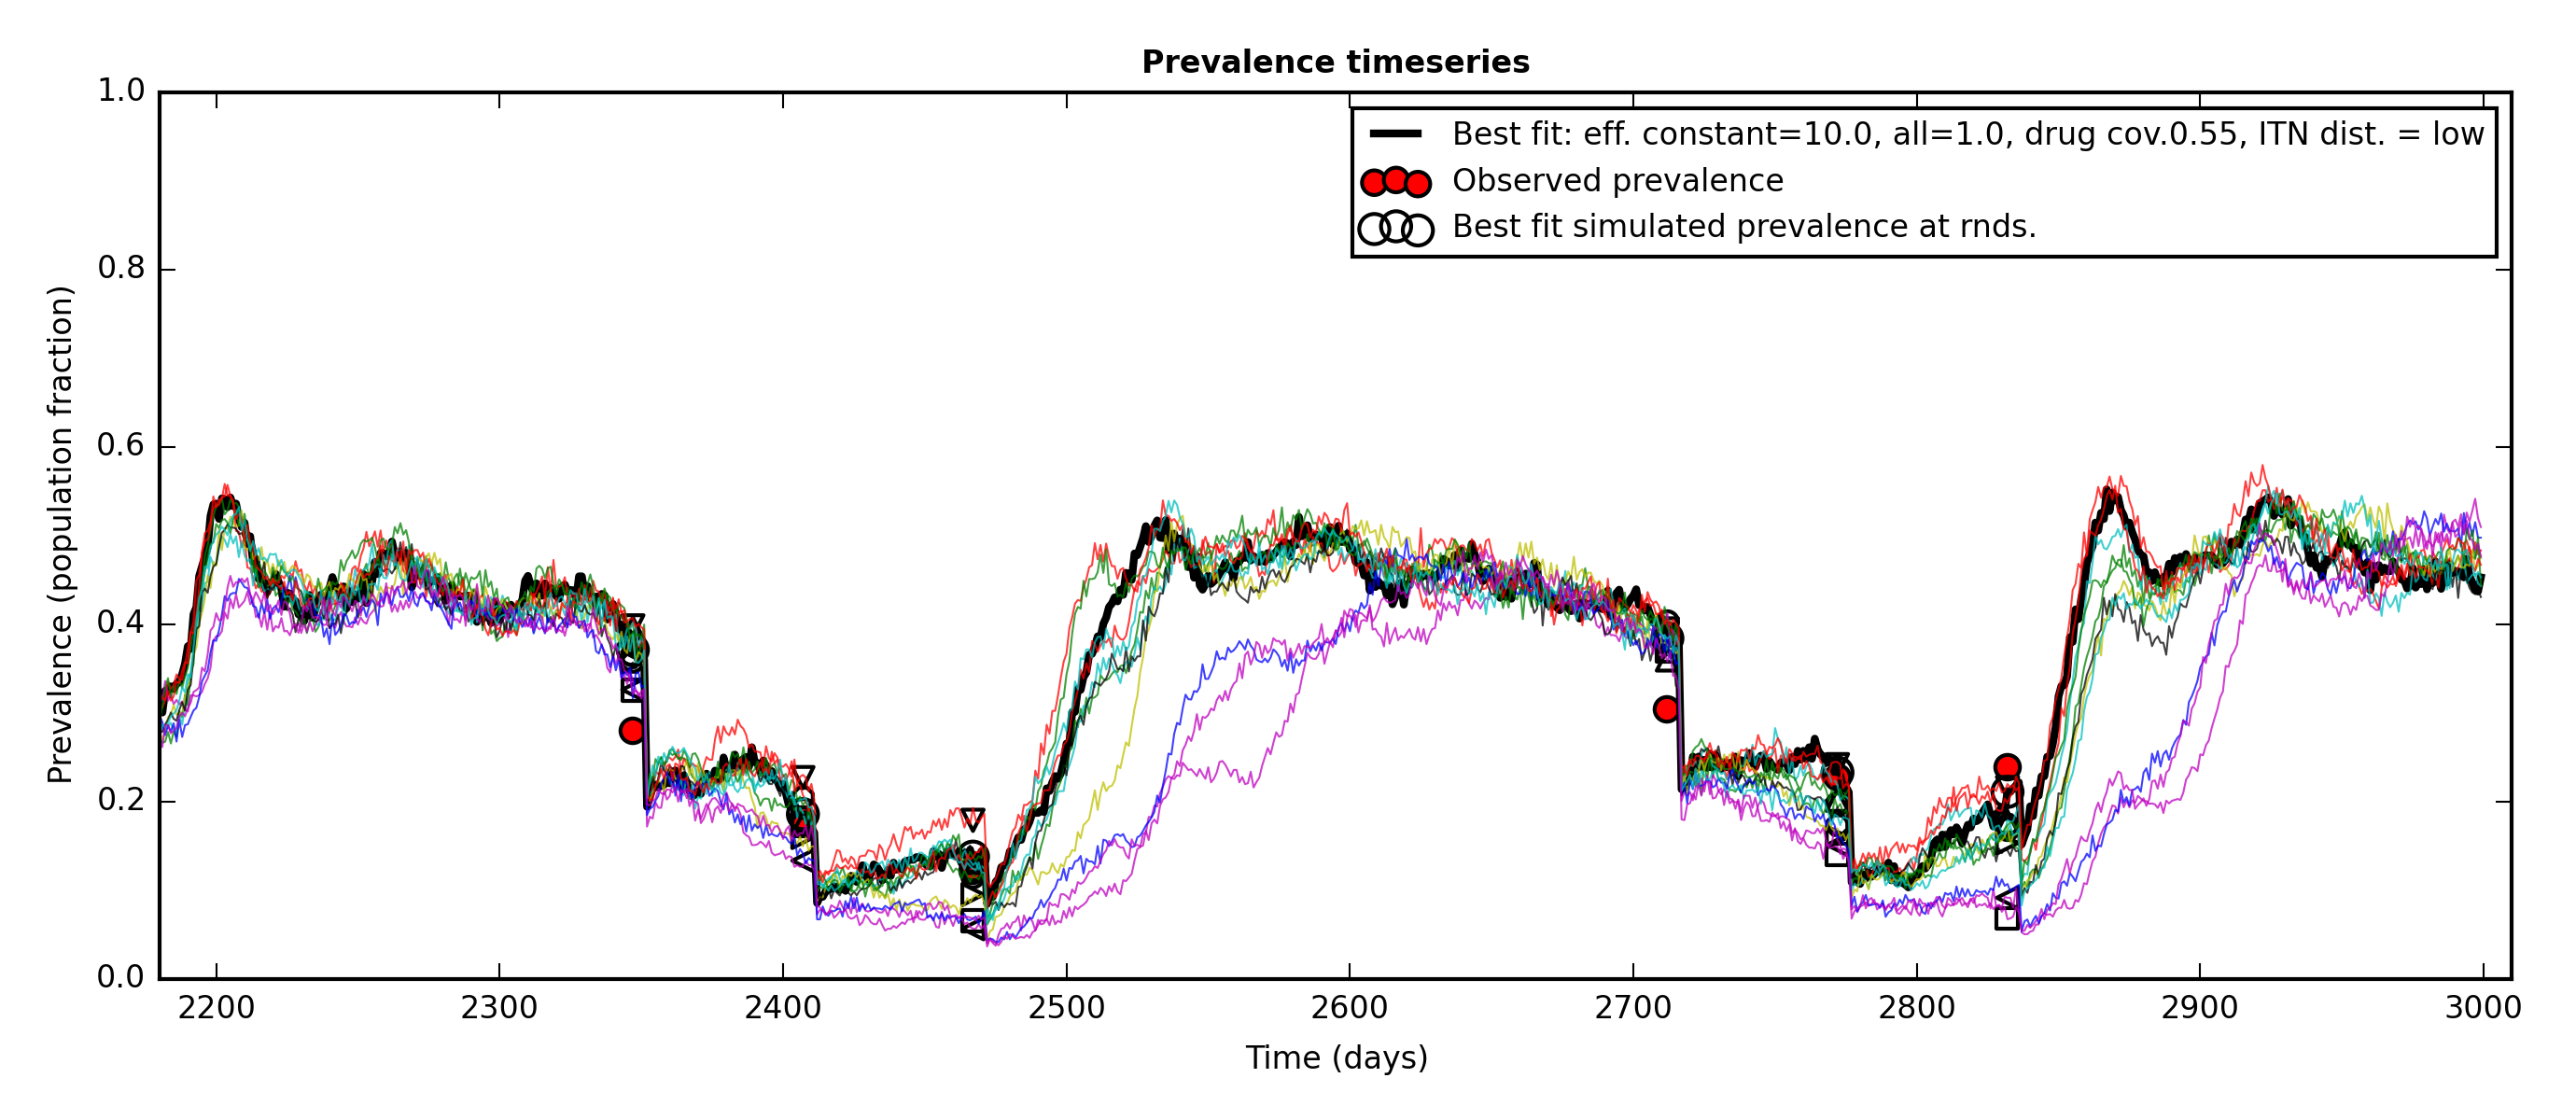 Prevalence timeseries
Best fit: eff. constant=10.0, all=1.0, drug cov.0.55, ITN dist. = low
Observed prevalence
Best fit simulated prevalence at rnds.
Prevalence (population fraction)
1.0
0.8
0.6
0.4
0.2
0.0
2200 2300 2400 2500 2600 2700 2800 2900 3000
Time (days)